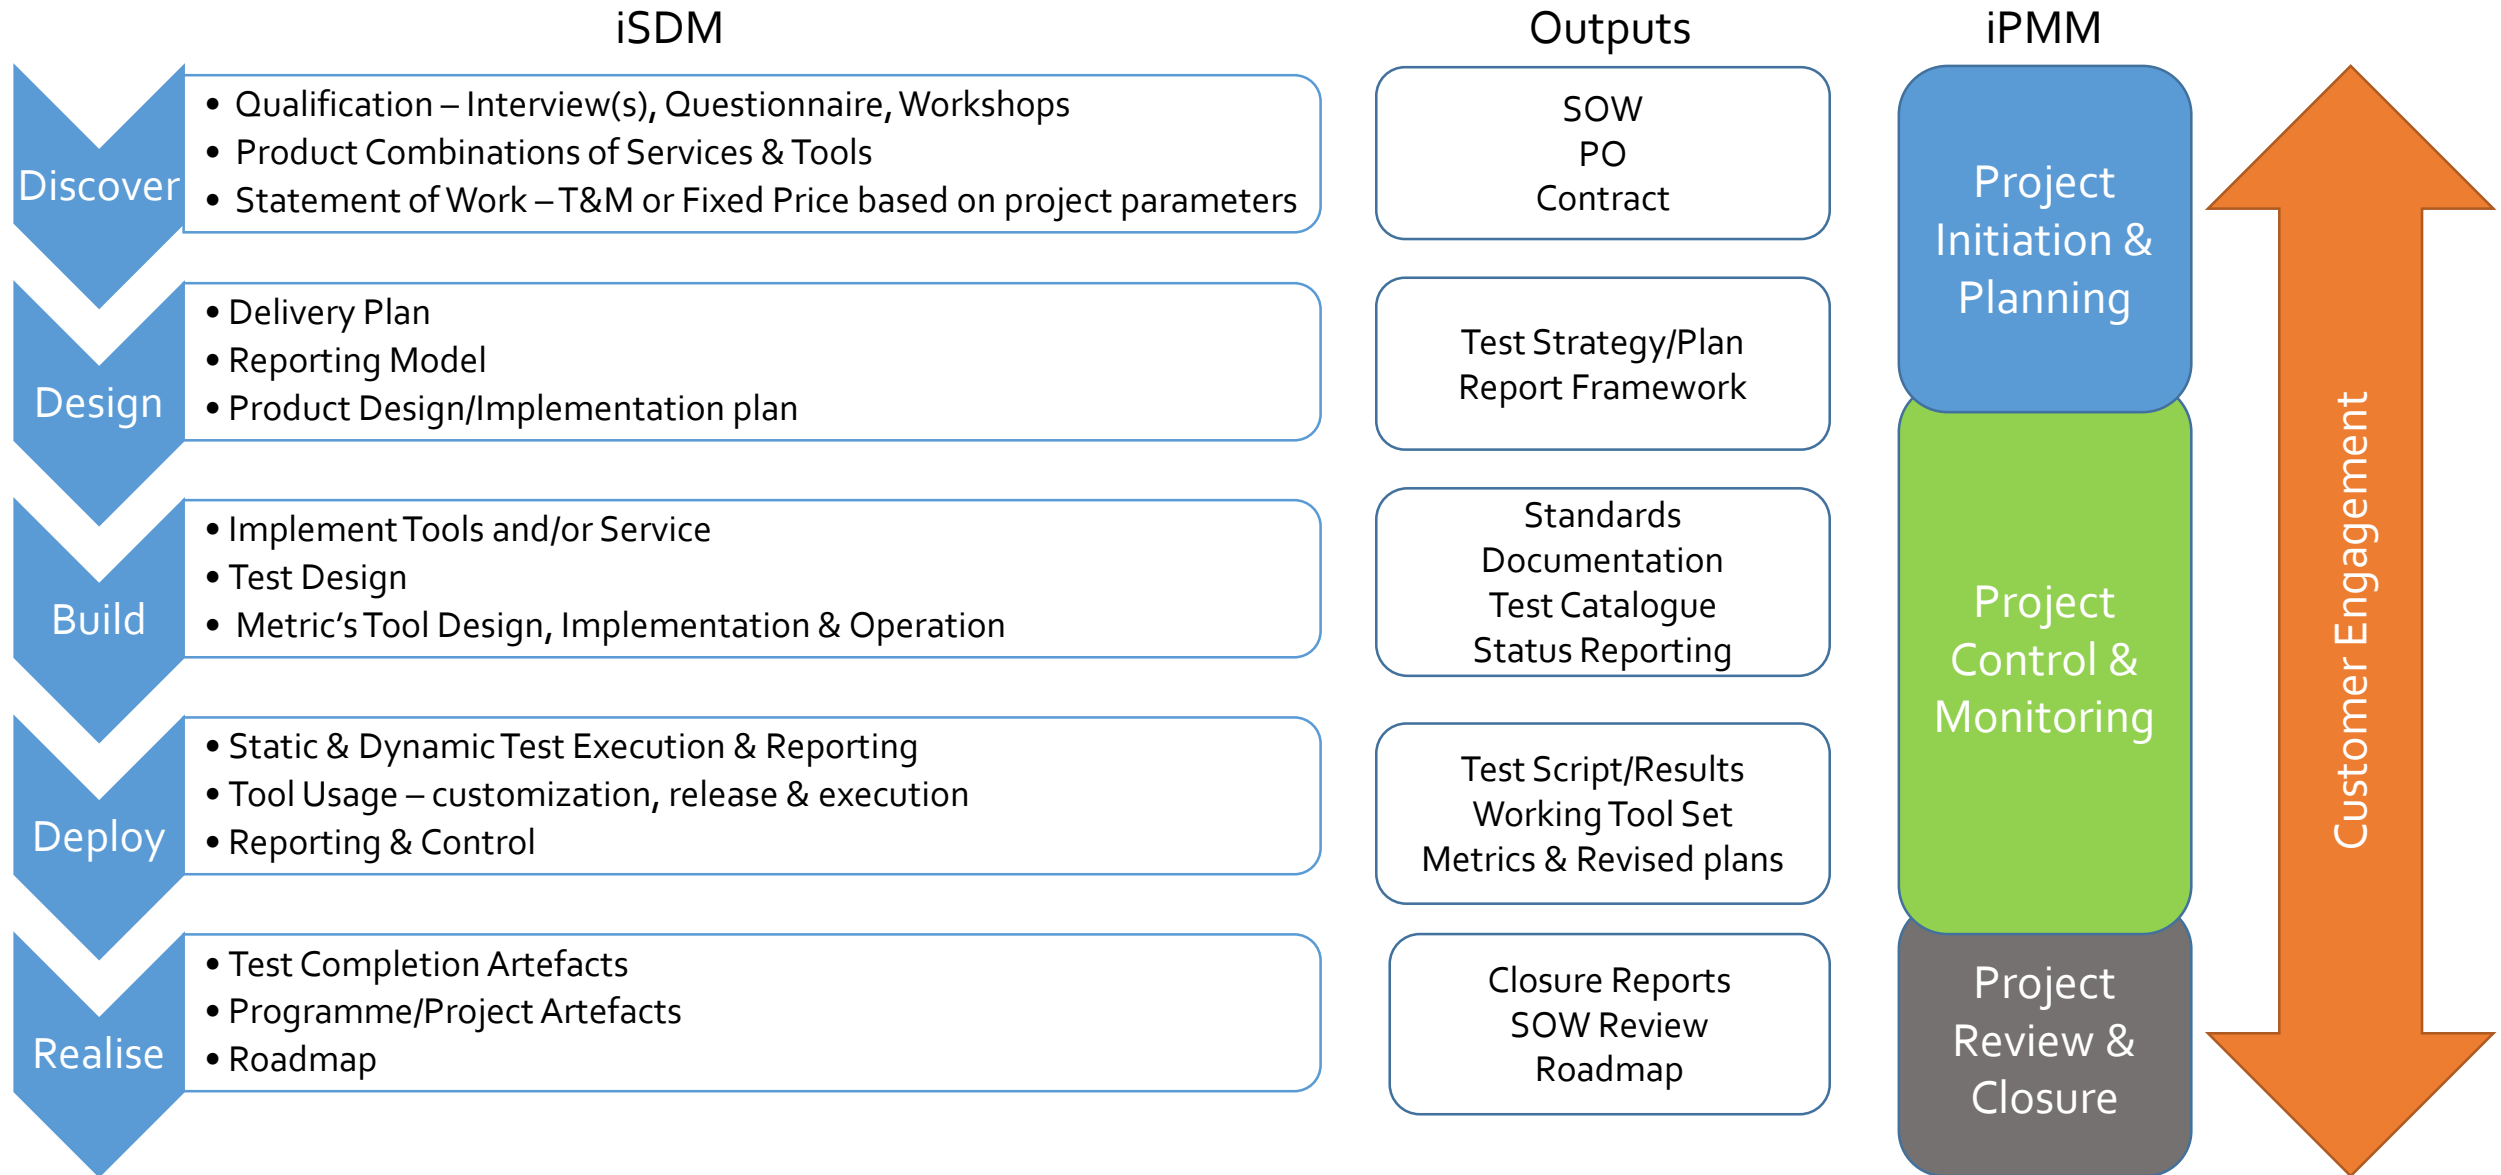 iSDM
Outputs
iPMM
Discover
• Qualification – Interview(s), Questionnaire, Workshops
• Product Combinations of Services & Tools
• Statement of Work – T&M or Fixed Price based on project parameters
SOW
PO
Contract
Project
Initiation &
Planning
Design
• Delivery Plan
• Reporting Model
• Product Design/Implementation plan
Test Strategy/Plan
Report Framework
Build
• Implement Tools and/or Service
• Test Design
• Metric's Tool Design, Implementation & Operation
Standards
Documentation
Test Catalogue
Status Reporting
Project
Control &
Monitoring
Customer Engagement
Deploy
• Static & Dynamic Test Execution & Reporting
• Tool Usage – customization, release & execution
• Reporting & Control
Test Script/Results
Working Tool Set
Metrics & Revised plans
Realise
• Test Completion Artefacts
• Programme/Project Artefacts
• Roadmap
Closure Reports
SOW Review
Roadmap
Project
Review &
Closure